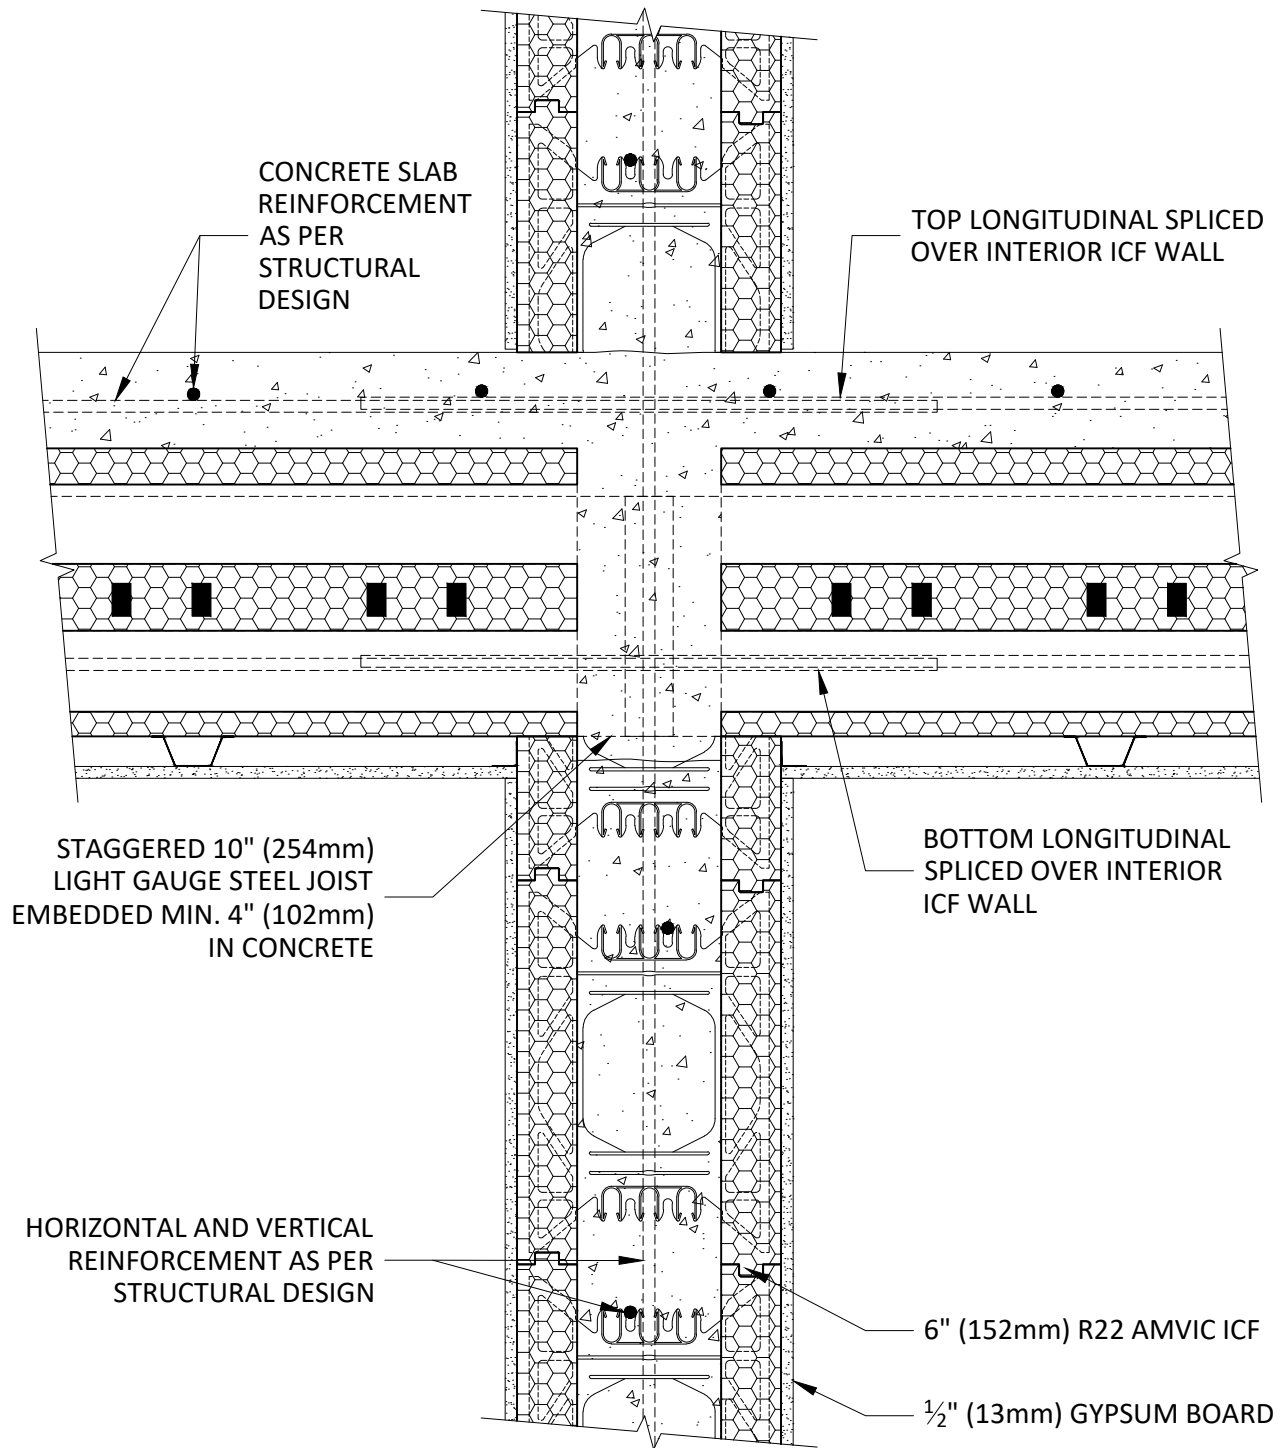 CONCRETE SLAB
REINFORCEMENT
AS PER
STRUCTURAL
DESIGN
TOP LONGITUDINAL SPLICED
OVER INTERIOR ICF WALL
STAGGERED 10" (254mm)
LIGHT GAUGE STEEL JOIST
EMBEDDED MIN. 4" (102mm)
IN CONCRETE
BOTTOM LONGITUDINAL
SPLICED OVER INTERIOR
ICF WALL
HORIZONTAL AND VERTICAL
REINFORCEMENT AS PER
STRUCTURAL DESIGN
6" (152mm) R22 AMVIC ICF
½" (13mm) GYPSUM BOARD